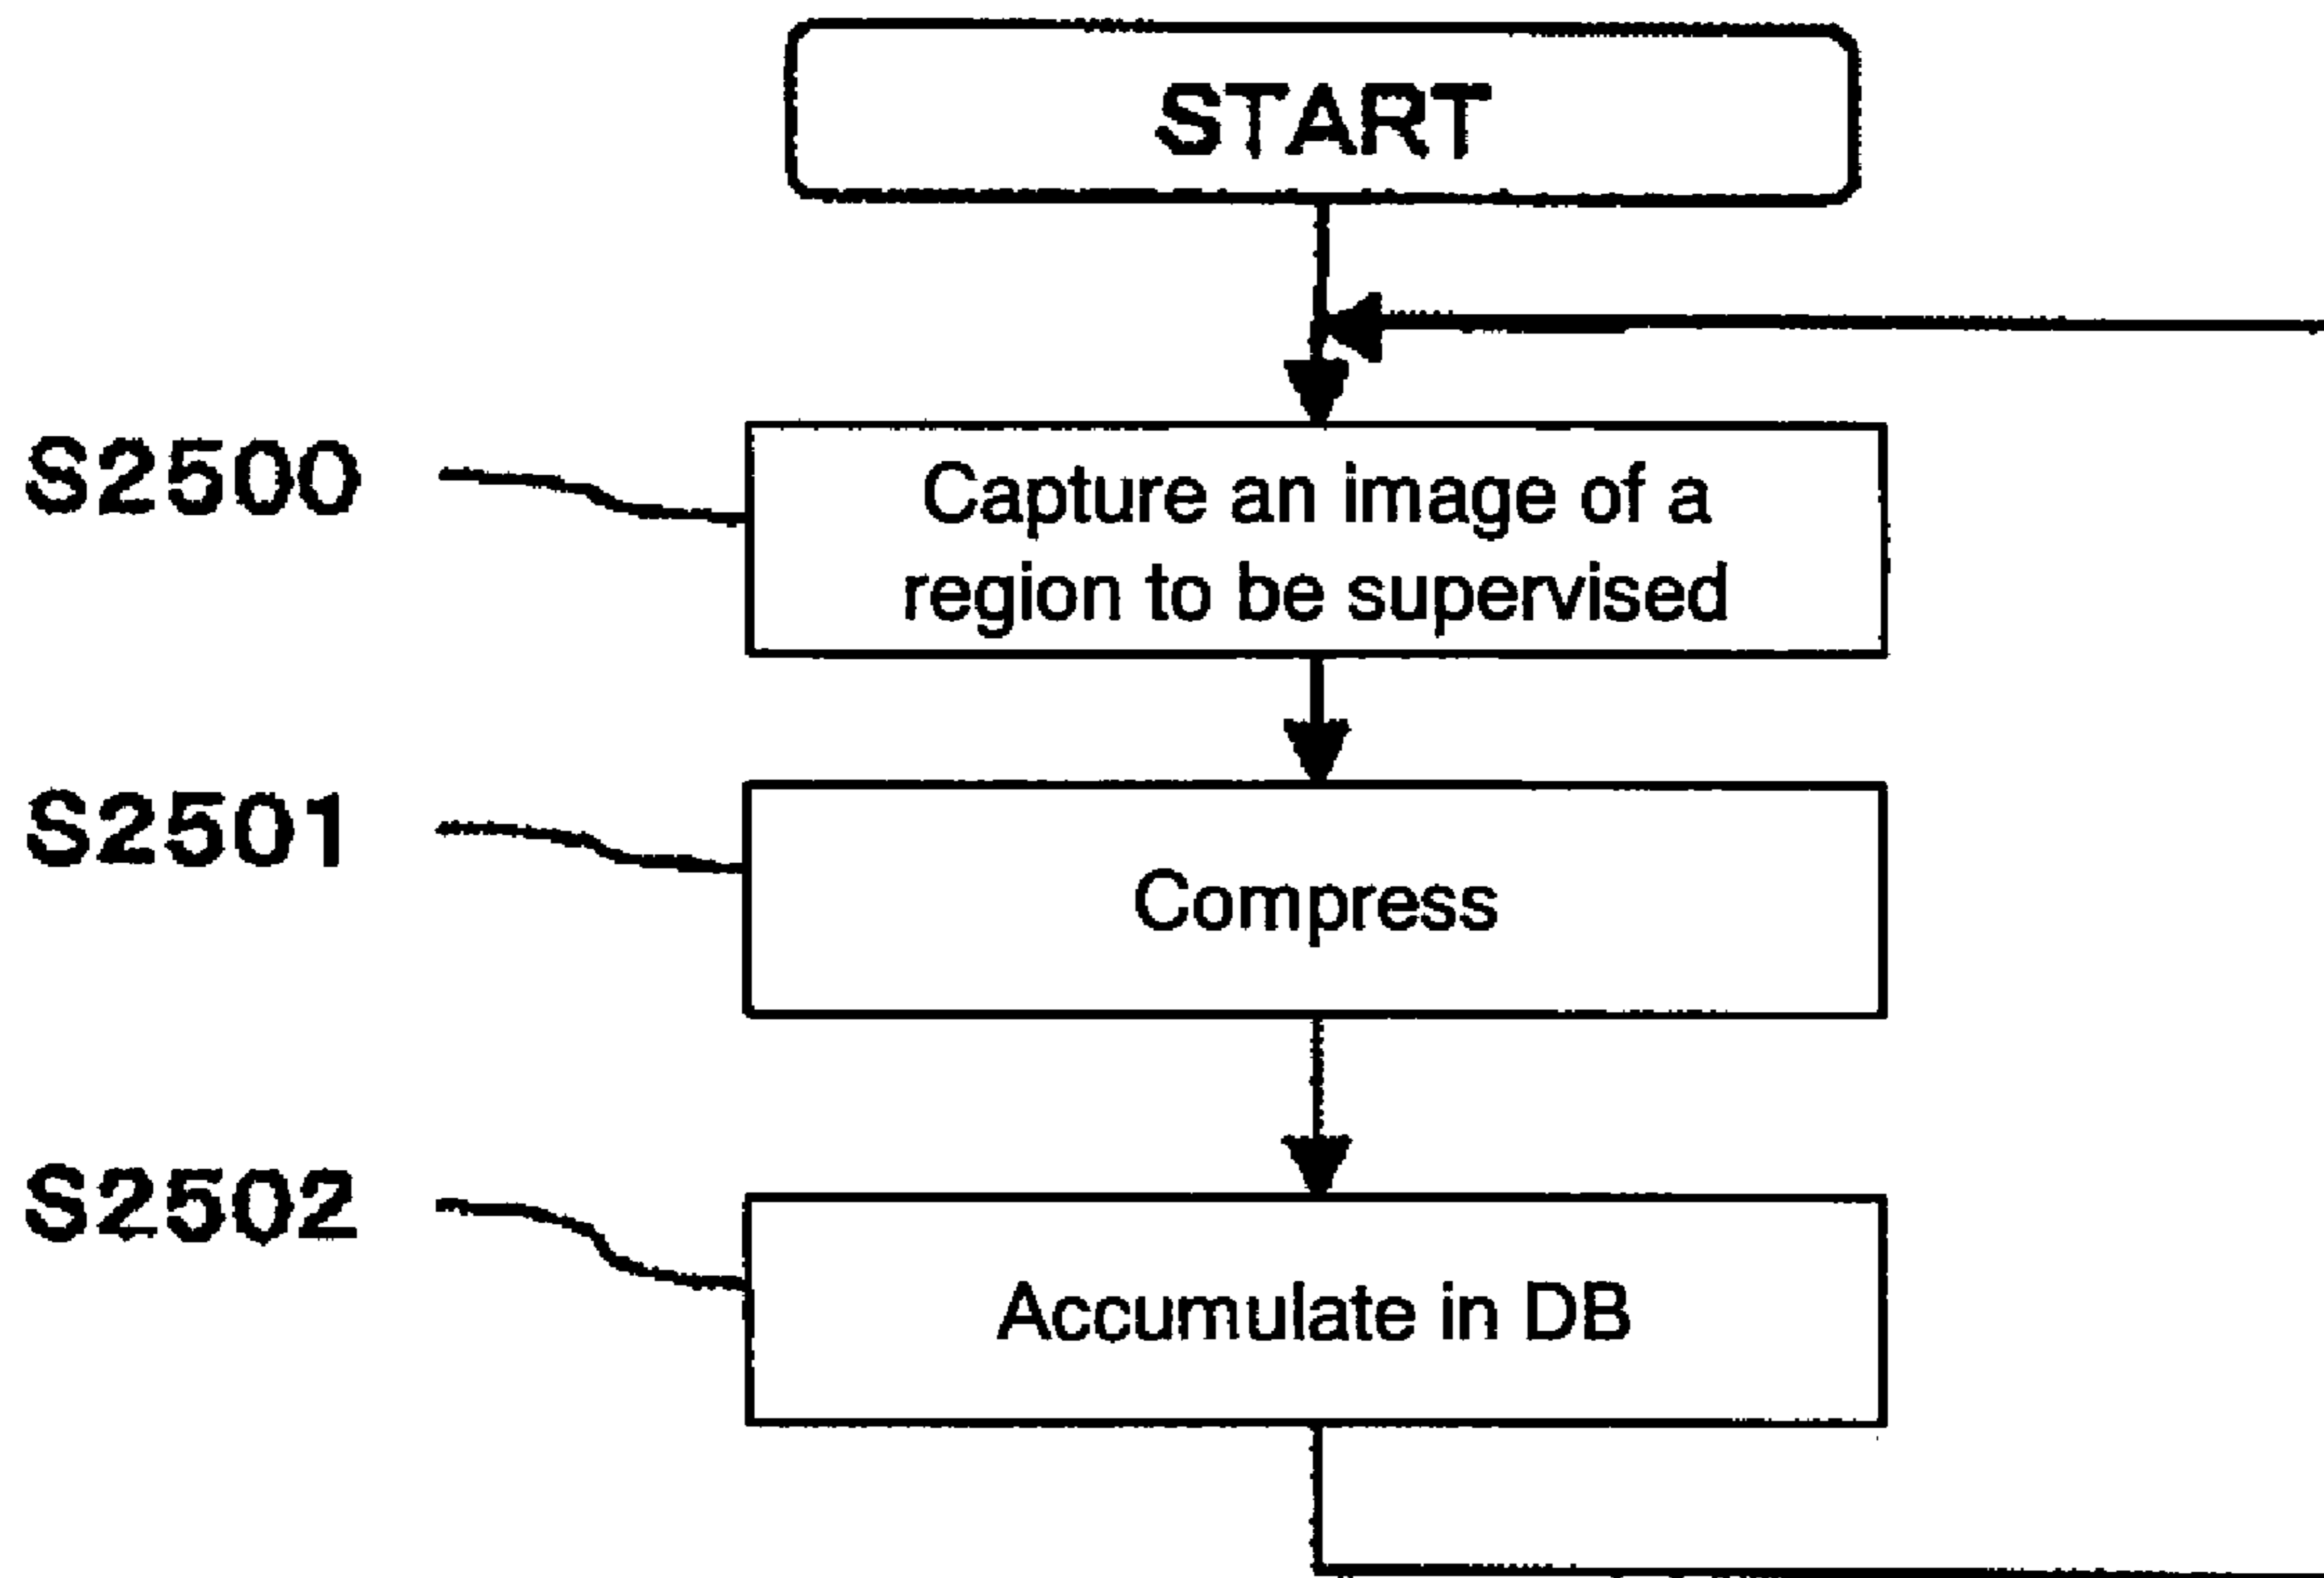 START
S2500
Capture an image of a
region to be supervised
S2501
Compress
S2502
Accumulate in DB